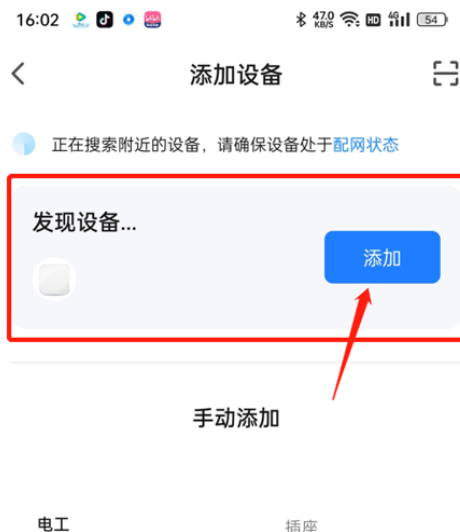 16:02 47.0 KB/S HD 4G 54
添加设备
正在搜索附近的设备，请确保设备处于配网状态
发现设备...
添加
手动添加
电工 插座